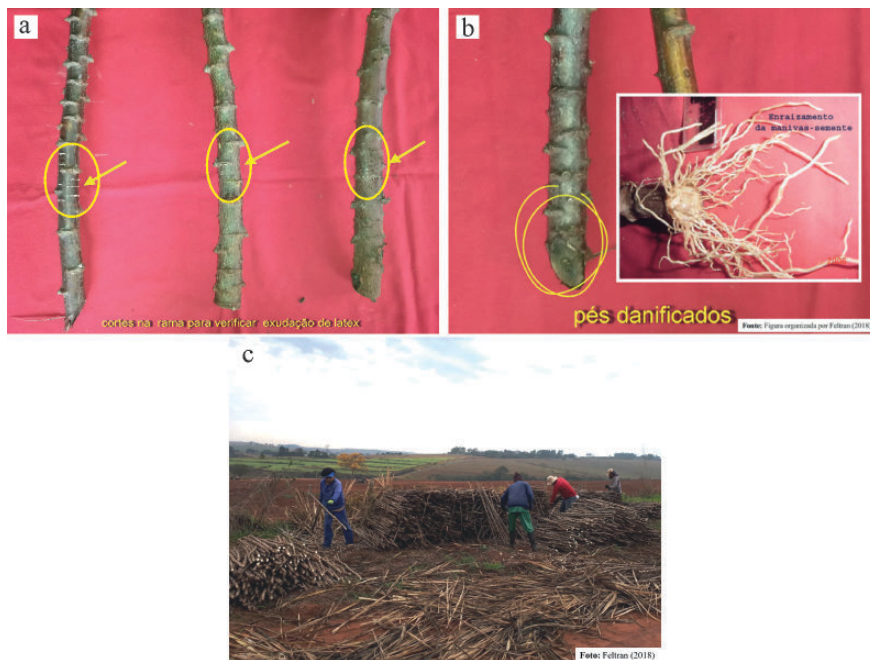 a
cortes na rama para verificar exudação de latex
b
Enraizamento
da manivas-semente
pés danificados
Fonte: Figura organizada por Feltran (2018)
c
Foto: Feltran (2018)